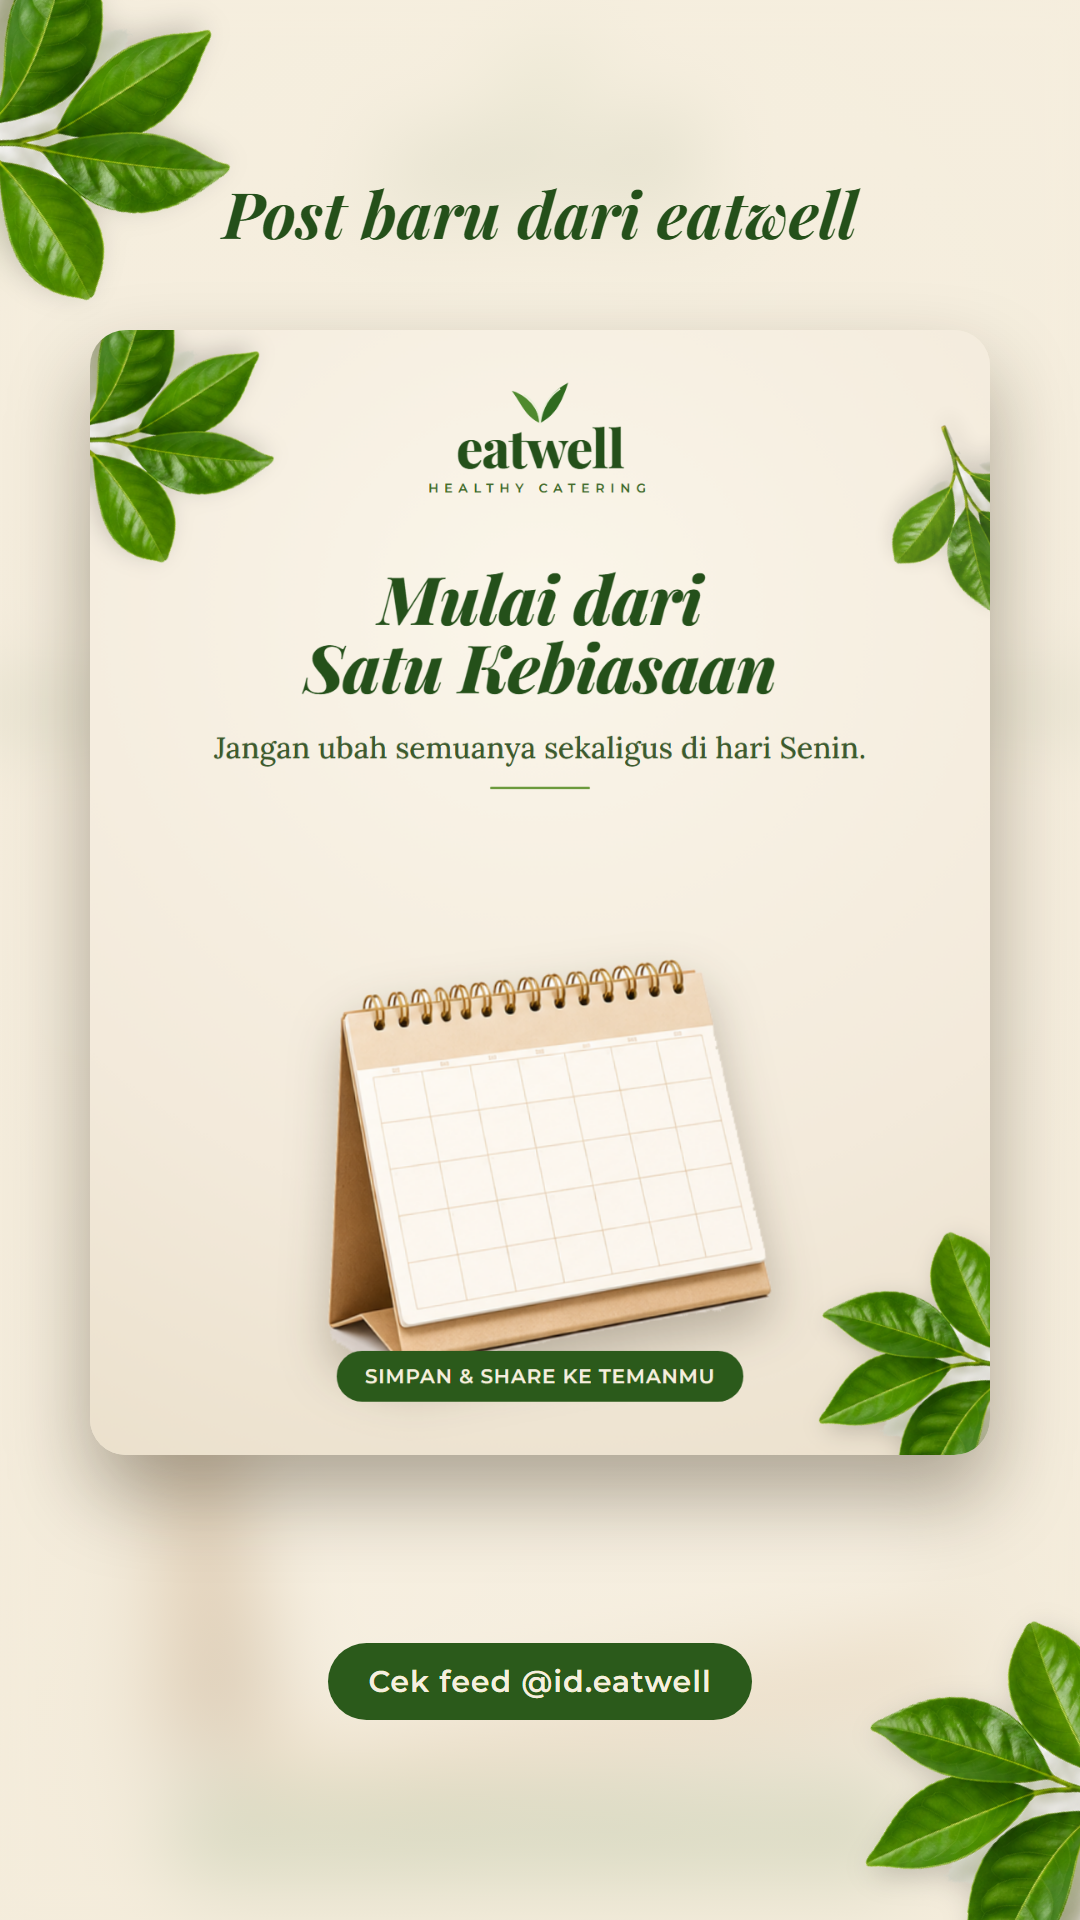 Post baru dari eatwell
eatwell
HEALTHY CATERING
Mulai dari
Satu Kebiasaan
Jangan ubah semuanya sekaligus di hari Senin.
SIMPAN & SHARE KE TEMANMU
Cek feed @id.eatwell